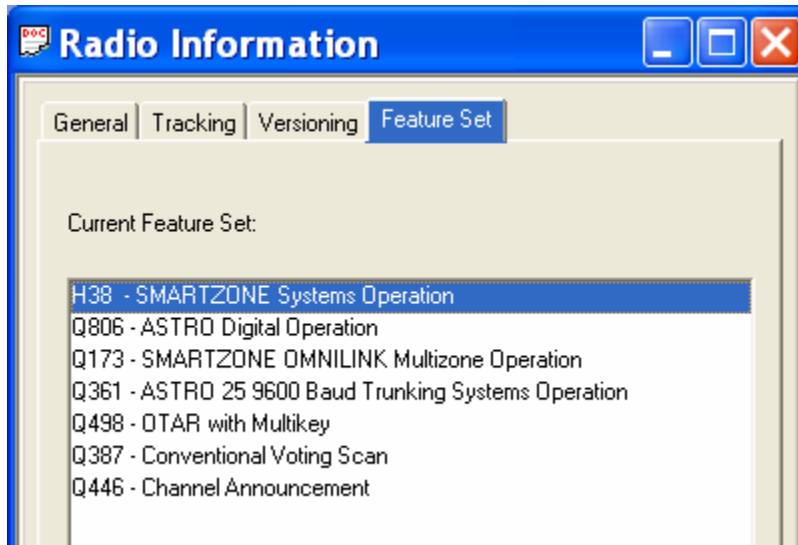 DOC Radio Information
General Tracking Versioning Feature Set
Current Feature Set:
H38 - SMARTZONE Systems Operation
Q806 - ASTRO Digital Operation
Q173 - SMARTZONE OMNILINK Multizone Operation
Q361 - ASTRO 25 9600 Baud Trunking Systems Operation
Q498 - OTAR with Multikey
Q387 - Conventional Voting Scan
Q446 - Channel Announcement